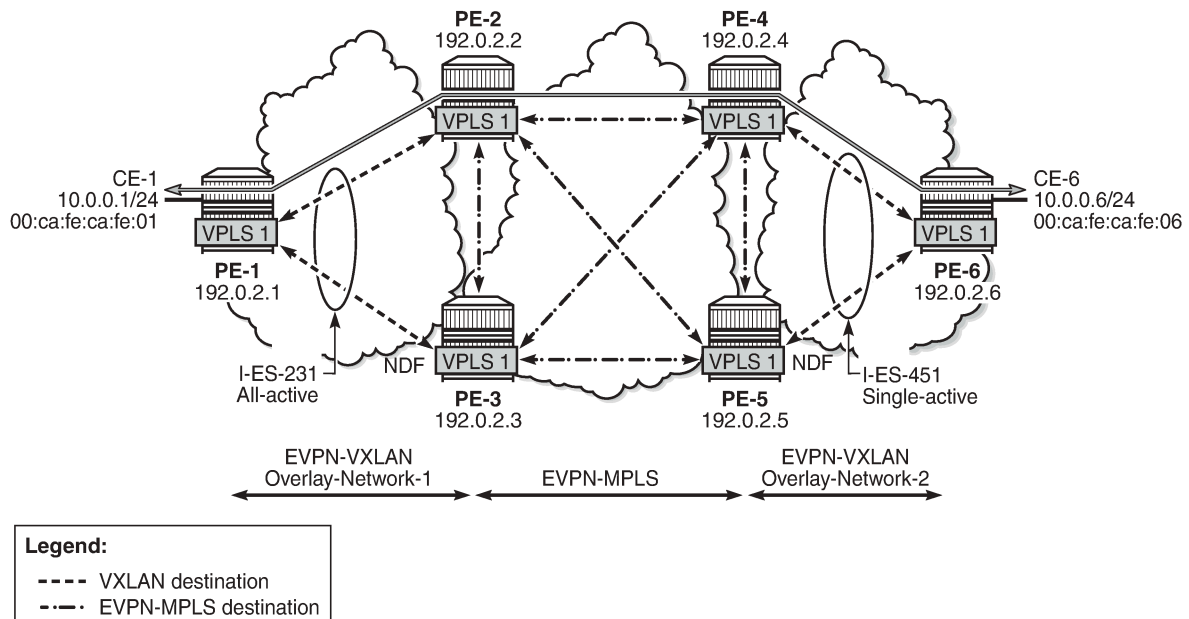 PE-2
192.0.2.2
VPLS 1
PE-4
192.0.2.4
VPLS 1
CE-1
10.0.0.1/24
00:ca:fe:ca:fe:01
VPLS 1
PE-1
192.0.2.1
CE-6
10.0.0.6/24
00:ca:fe:ca:fe:06
VPLS 1
PE-6
192.0.2.6
I-ES-231
All-active
NDF
VPLS 1
PE-3
192.0.2.3
VPLS 1
NDF
PE-5
192.0.2.5
I-ES-451
Single-active
EVPN-VXLAN
Overlay-Network-1
EVPN-MPLS
EVPN-VXLAN
Overlay-Network-2
Legend:
VXLAN destination
EVPN-MPLS destination